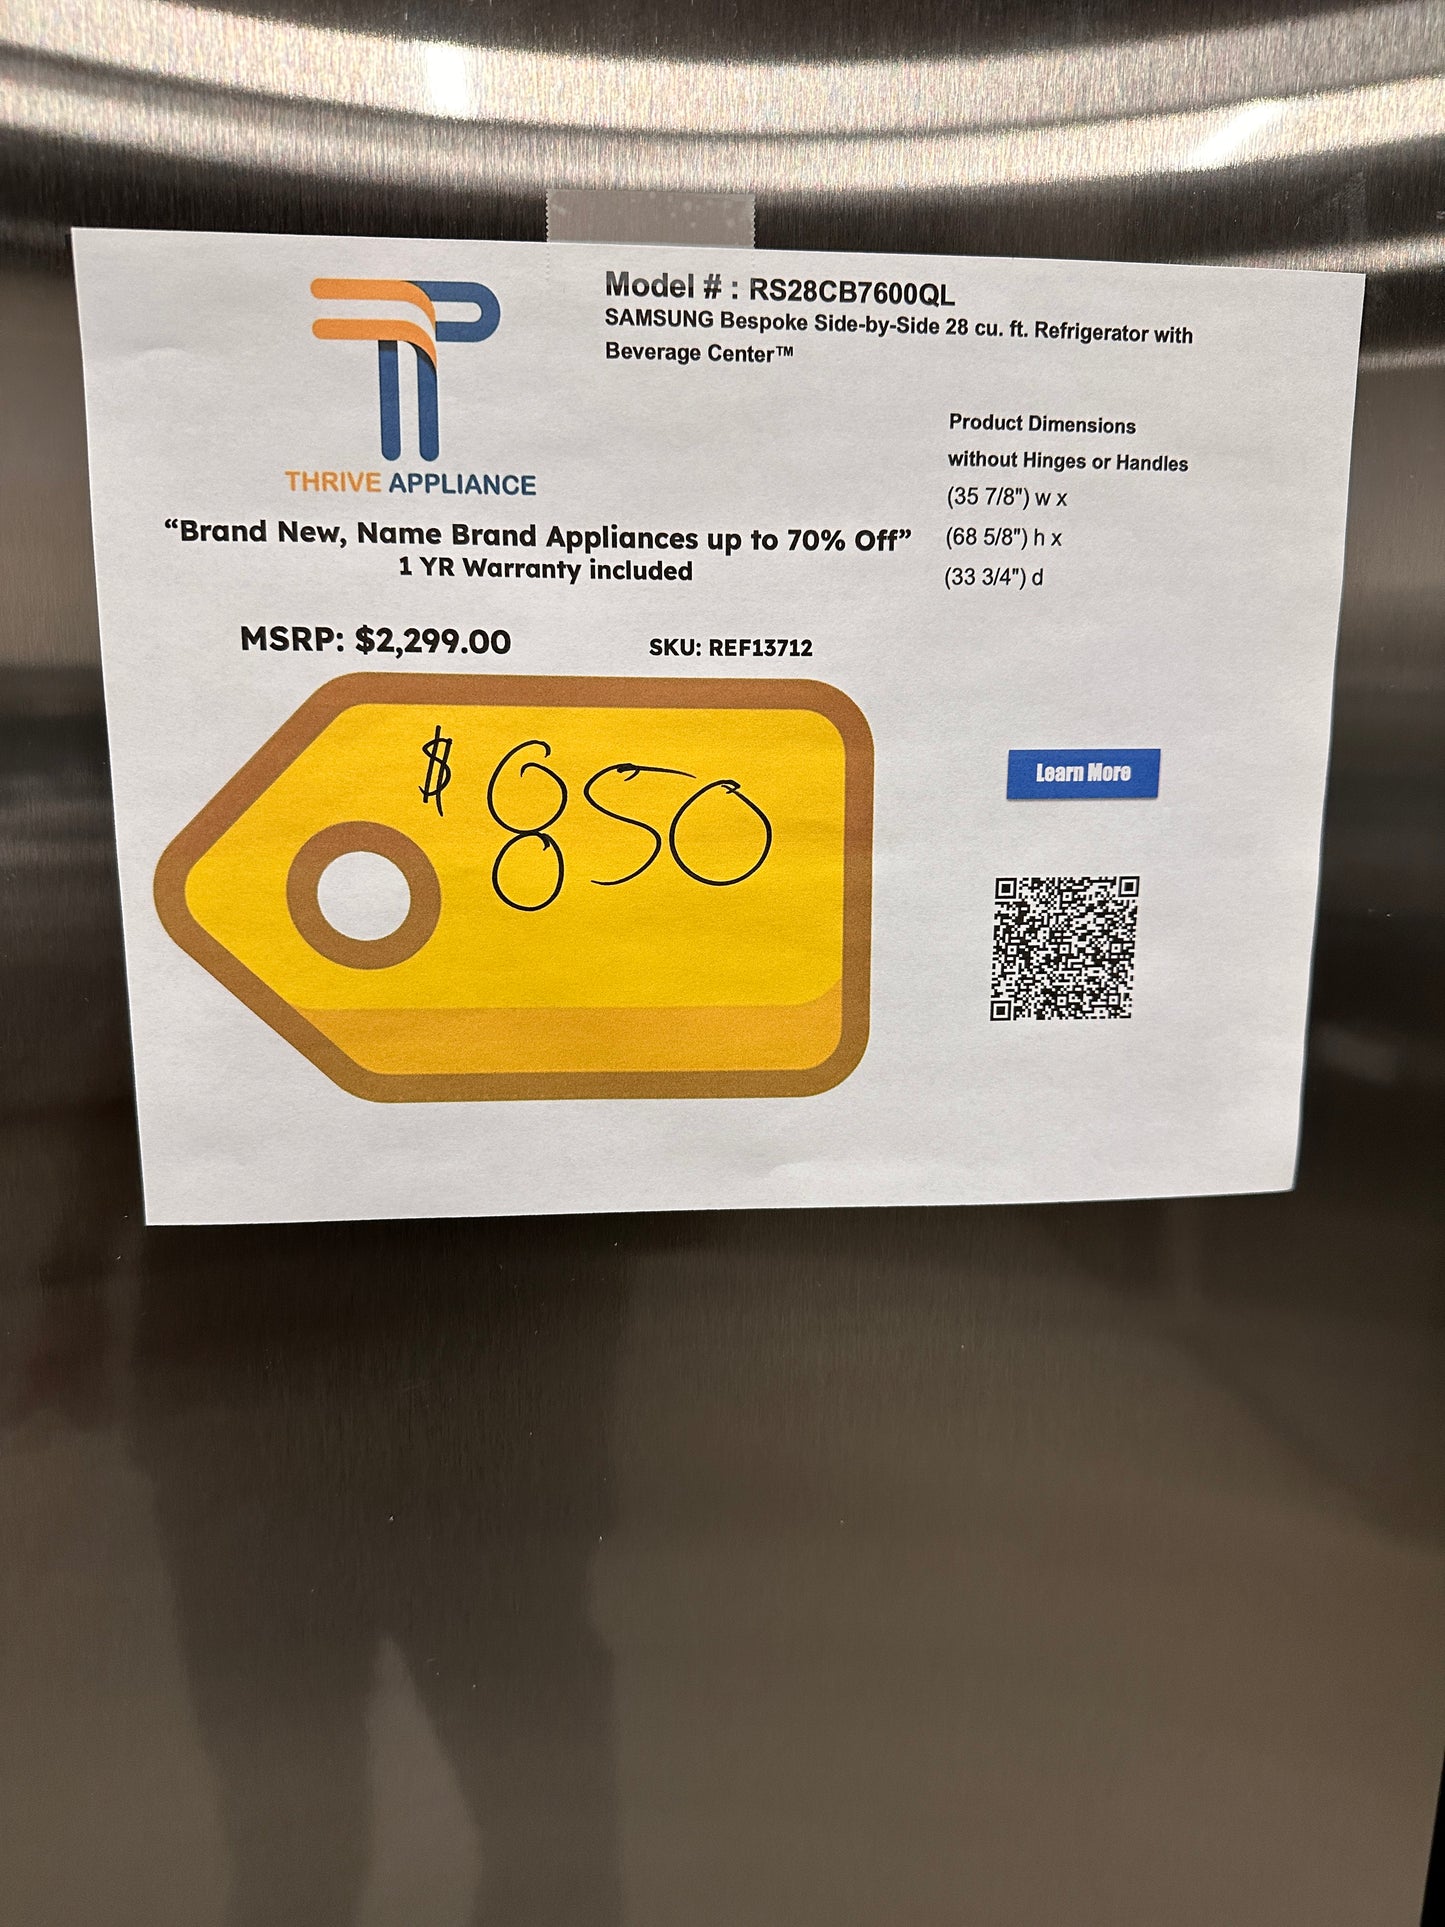 Model # : RS28CB7600QL
SAMSUNG Bespoke Side-by-Side 28 cu. ft. Refrigerator with
Beverage Center™
THRIVE APPLIANCE
“Brand New, Name Brand Appliances up to 70% Off”
1 YR Warranty included
Product Dimensions
without Hinges or Handles
(35 7/8") w x
(68 5/8") h x
(33 3/4") d
MSRP: $2,299.00
SKU: REF13712
$850
Learn More